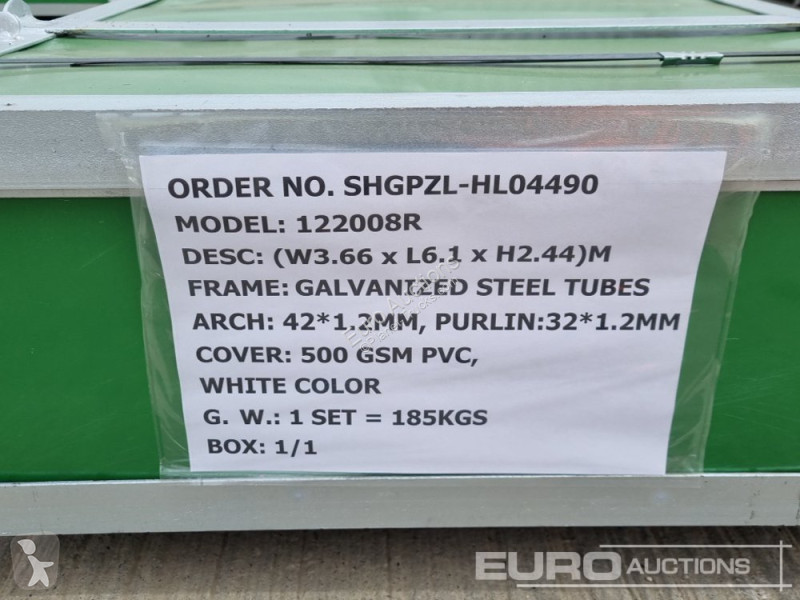 ORDER NO. SHGPZL-HL04490
MODEL: 122008R
DESC: (W3.66 x L6.1 x H2.44)M
FRAME: GALVANIZED STEEL TUBES
ARCH: 42*1.2MM, PURLIN:32*1.2MM
COVER: 500 GSM PVC,
WHITE COLOR
G. W.: 1 SET = 185KGS
BOX: 1/1
EURO AUCTIONS